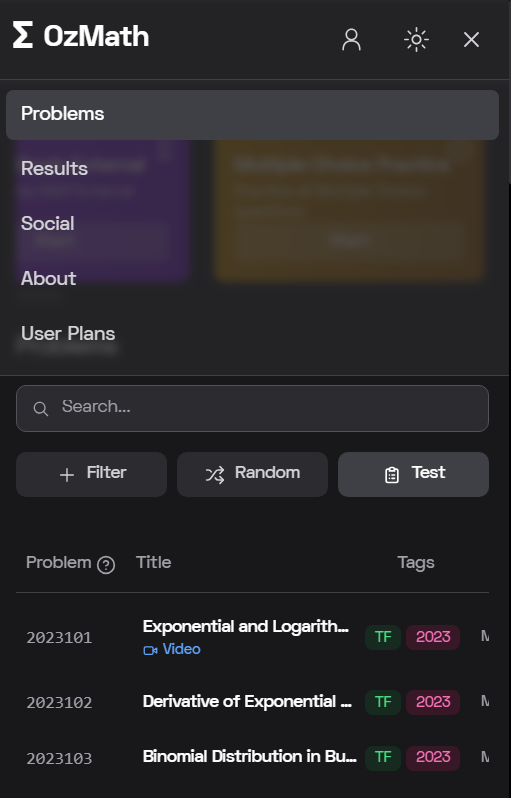 Σ OzMath
Problems
Results
Social
About
User Plans
Search...
Filter
Random
Test
Problem ?
Title
Tags
2023101
Exponential and Logarith...
TF
2023
Video
2023102
Derivative of Exponential ...
TF
2023
2023103
Binomial Distribution in Bu...
TF
2023